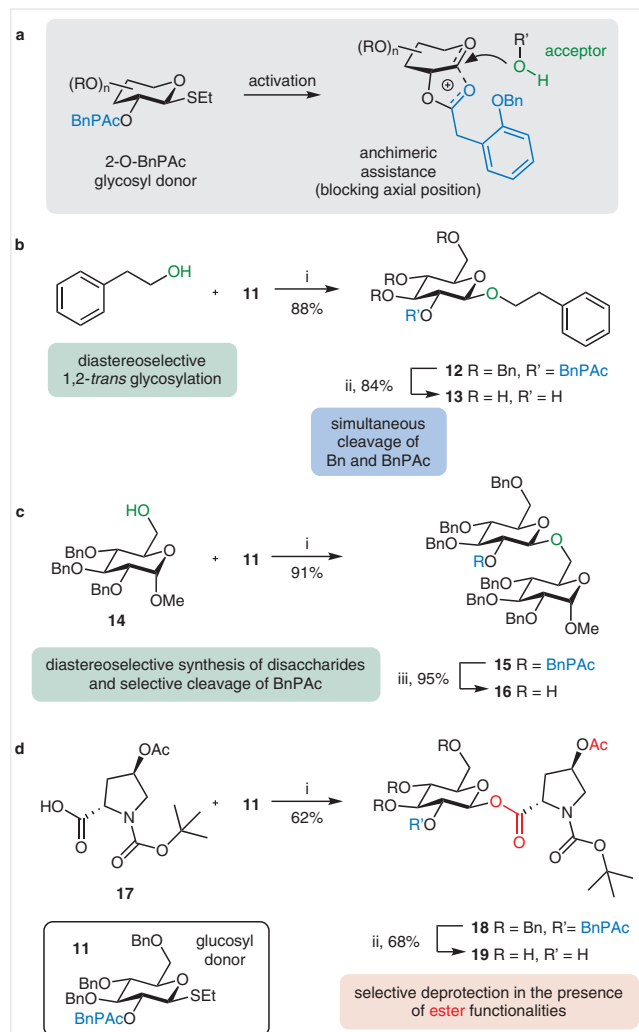 a
(RO)n
O
SEt
BnPAcO
2-O-BnPAc
glycosyl donor
activation
(RO)n
O
O
O
+
R'
O
H
acceptor
OBn
anchimeric
assistance
(blocking axial position)
b
OH
+
11
i
88%
RO
RO
RO
R'O
O
O
diastereoselective
1,2-trans glycosylation
12 R = Bn, R' = BnPAc
ii, 84%
13 R = H, R' = H
simultaneous
cleavage of
Bn and BnPAc
c
HO
BnO
BnO
BnO
O
OMe
14
+
11
i
91%
BnO
BnO
BnO
RO
O
O
BnO
BnO
BnO
O
OMe
diastereoselective synthesis of disaccharides
and selective cleavage of BnPAc
15 R = BnPAc
iii, 95%
16 R = H
d
OAc
HO
O
N
O
O
17
+
11
i
62%
RO
RO
RO
R'O
O
O
O
OAc
N
O
O
18 R = Bn, R'= BnPAc
ii, 68%
19 R = H, R' = H
11
glucosyl
donor
BnO
BnO
BnO
BnPAcO
O
SEt
selective deprotection in the presence
of ester functionalities